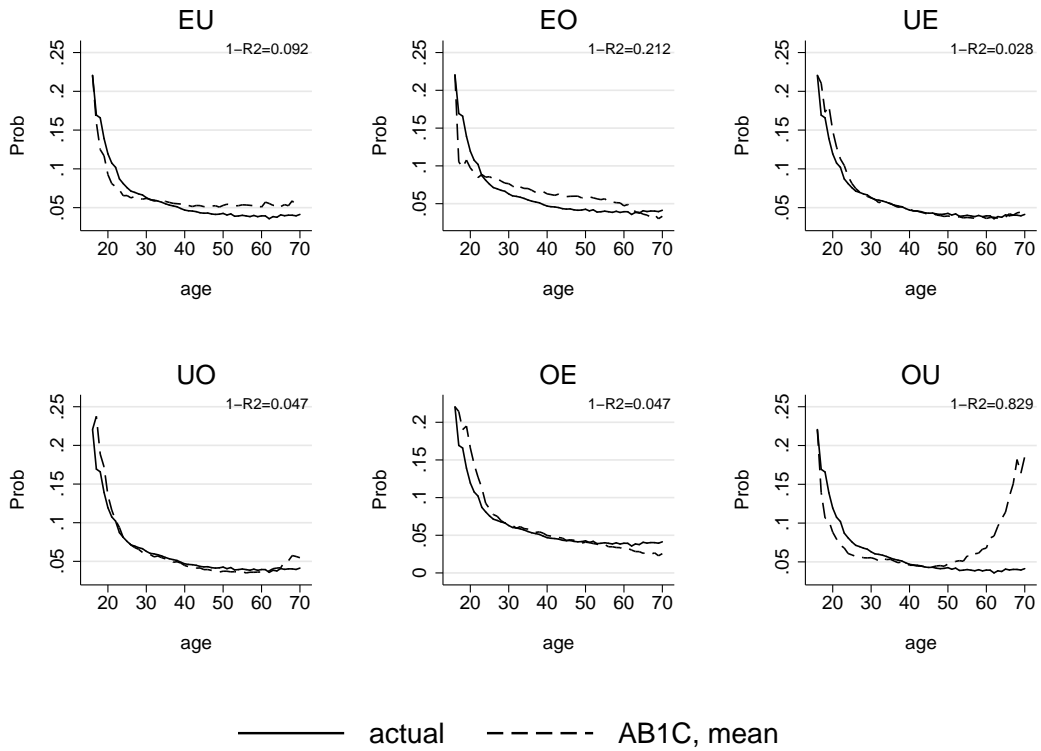 EU
1−R2=0.092
Prob
.05 .1 .15 .2 .25
20 30 40 50 60 70
age
EO
1−R2=0.212
Prob
.05 .1 .15 .2 .25
20 30 40 50 60 70
age
UE
1−R2=0.028
Prob
.05 .1 .15 .2 .25
20 30 40 50 60 70
age
UO
1−R2=0.047
Prob
.05 .1 .15 .2 .25
20 30 40 50 60 70
age
OE
1−R2=0.047
Prob
0 .05 .1 .15 .2
20 30 40 50 60 70
age
OU
1−R2=0.829
Prob
.05 .1 .15 .2 .25
20 30 40 50 60 70
age
actual AB1C, mean